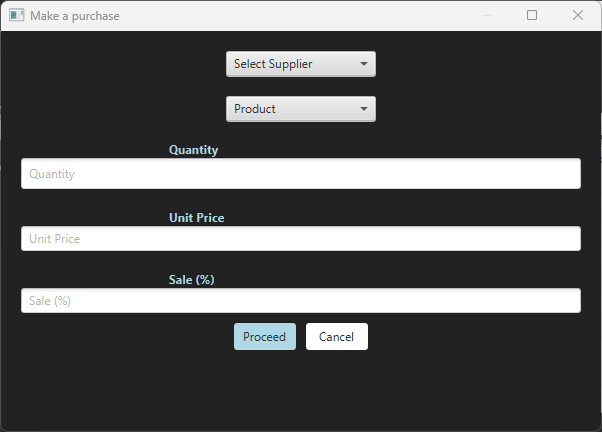 Make a purchase
Select Supplier
Product
Quantity
Quantity
Unit Price
Unit Price
Sale (%)
Sale (%)
Proceed Cancel